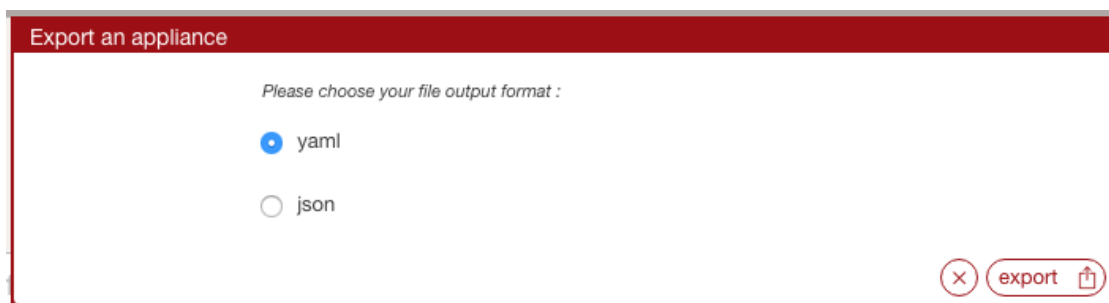 Export an appliance
Please choose your file output format :
yaml
json
export